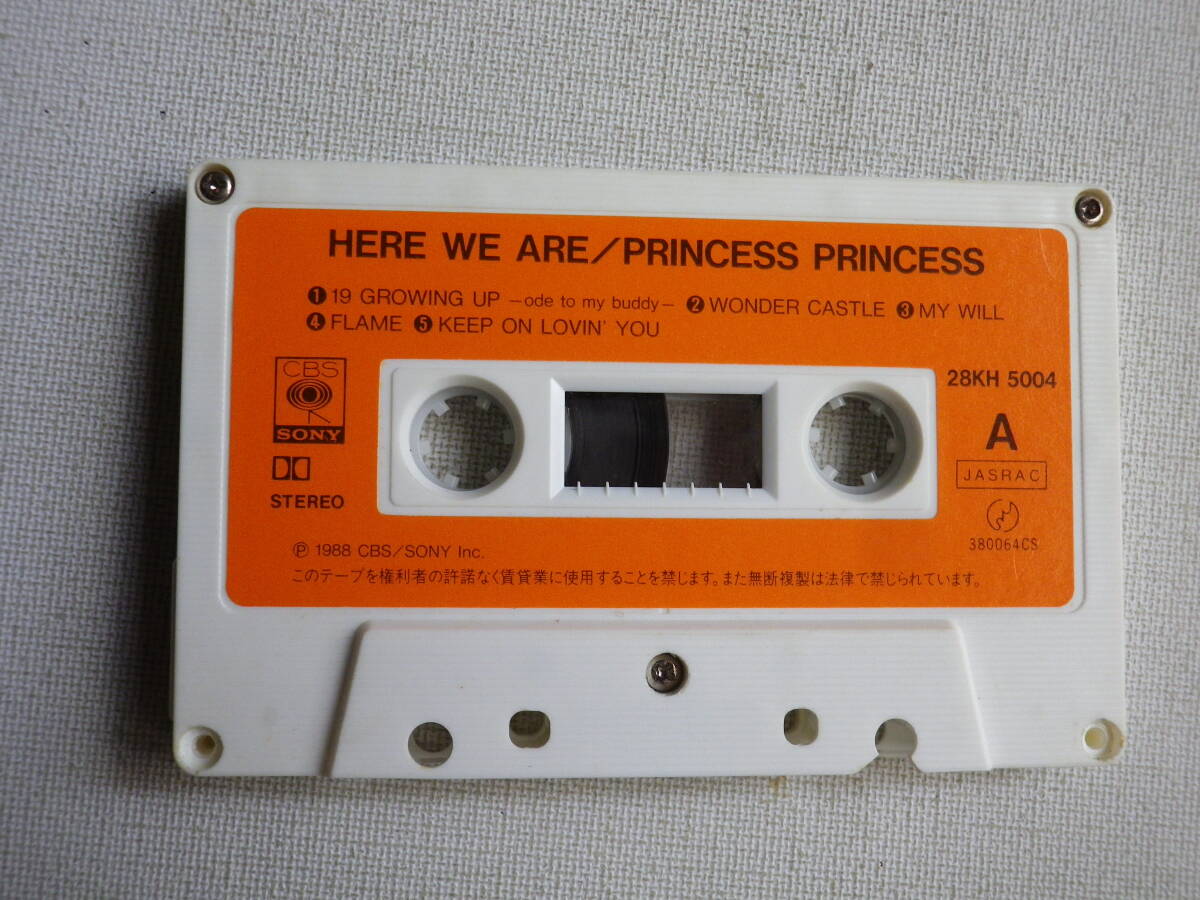 HERE WE ARE/PRINCESS PRINCESS
❶ 19 GROWING UP —ode to my buddy— ❷ WONDER CASTLE ❸ MY WILL
❹ FLAME ❺ KEEP ON LOVIN' YOU
CBS
SONY
STEREO
28KH 5004
A
JASRAC
380064CS
Ⓟ 1988 CBS/SONY Inc.
このテープを権利者の許諾なく賃貸業に使用することを禁じます。また無断複製は法律で禁じられています。